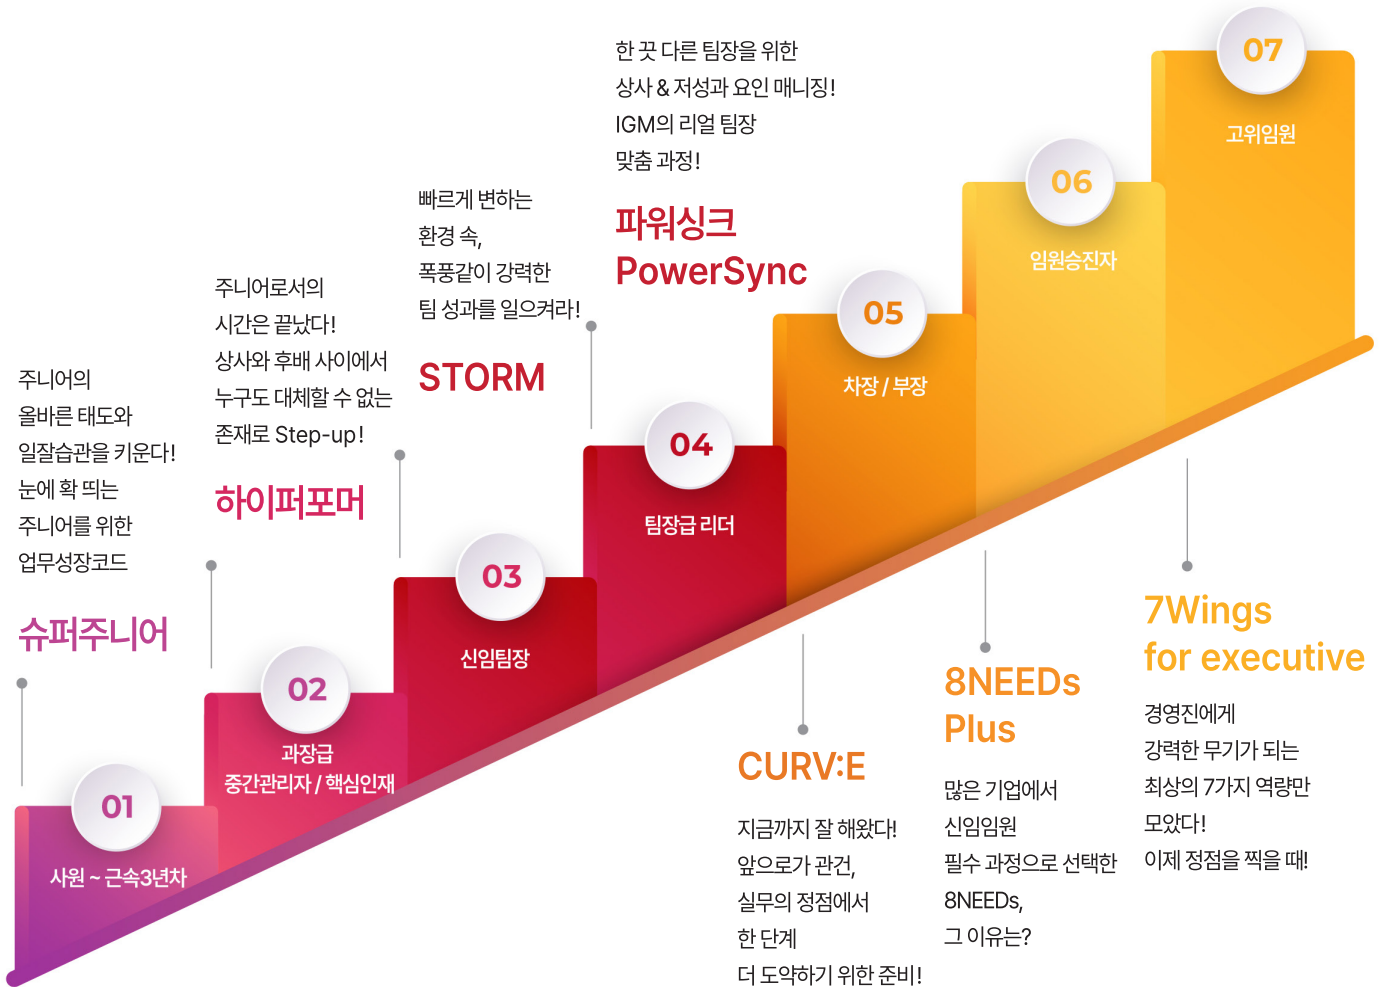 주니어의
올바른 태도와
일잘습관을 키운다!
눈에 확 띄는
주니어를 위한
업무성장코드
슈퍼주니어
01
사원 ~ 근속3년차
주니어로서의
시간은 끝났다!
상사와 후배 사이에서
누구도 대체할 수 없는
존재로 Step-up!
하이퍼포머
02
과장급
중간관리자 / 핵심인재
빠르게 변하는
환경 속,
폭풍같이 강력한
팀 성과를 일으켜라!
STORM
03
신임팀장
한 끗 다른 팀장을 위한
상사 & 저성과 요인 매니징!
IGM의 리얼 팀장
맞춤 과정!
파워싱크
PowerSync
04
팀장급 리더
05
차장 / 부장
CURV:E
지금까지 잘 해왔다!
앞으로가 관건,
실무의 정점에서
한 단계
더 도약하기 위한 준비!
06
임원승진자
8NEEDs
Plus
많은 기업에서
신임임원
필수 과정으로 선택한
8NEEDs,
그 이유는?
07
고위임원
7Wings
for executive
경영진에게
강력한 무기가 되는
최상의 7가지 역량만
모았다!
이제 정점을 찍을 때!